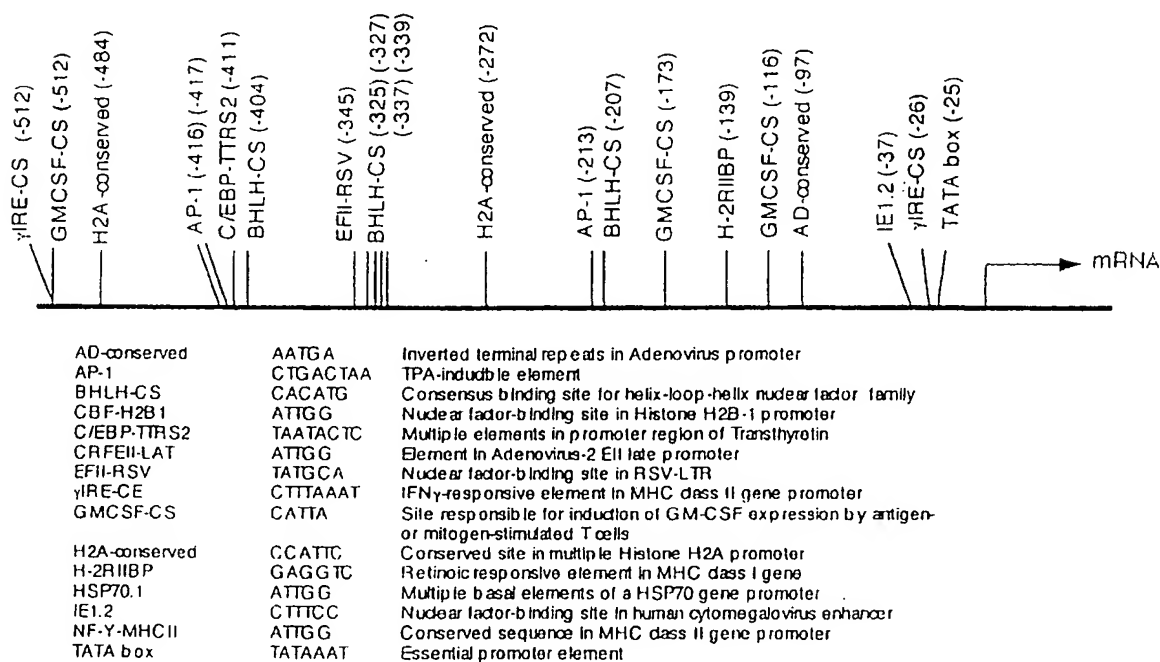 γIRE-CS (-512)
GMCSF-CS (-512)
H2A-conserved (-484)
AP-1 (-416) (-417)
C/EBP-TTRS2 (-411)
BHLH-CS (-404)
EFII-RSV (-345)
BHLH-CS (-325) (-327)
(-337) (-339)
H2A-conserved (-272)
AP-1 (-213)
BHLH-CS (-207)
GMCSF-CS (-173)
H-2RIIBP (-139)
GMCSF-CS (-116)
AD-conserved (-97)
IE1.2 (-37)
γIRE-CS (-26)
TATA box (-25)
mRNA
AD-conserved AATGA Inverted terminal repeats in Adenovirus promoter
AP-1 CTGACTAA TPA-inducible element
BHLH-CS CACATG Consensus binding site for helix-loop-helix nuclear factor family
CBF-H2B1 ATTGG Nuclear factor-binding site in Histone H2B-1 promoter
C/EBP-TTRS2 TAATACTC Multiple elements in promoter region of Transthyrotin
CRFEII-LAT ATTGG Element in Adenovirus-2 EII late promoter
EFII-RSV TATGCA Nuclear factor-binding site in RSV-LTR
γIRE-CE CTTTAAAT IFNγ-responsive element in MHC class II gene promoter
GMCSF-CS CATTA Site responsible for induction of GM-CSF expression by antigen-
or mitogen-stimulated T cells
H2A-conserved CCATTC Conserved site in multiple Histone H2A promoter
H-2RIIBP GAGGTC Retinoic responsive element in MHC class I gene
HSP70.1 ATTGG Multiple basal elements of a HSP70 gene promoter
IE1.2 CTTTCC Nuclear factor-binding site in human cytomegalovirus enhancer
NF-Y-MHCII ATTGG Conserved sequence in MHC class II gene promoter
TATA box TATAAAT Essential promoter element